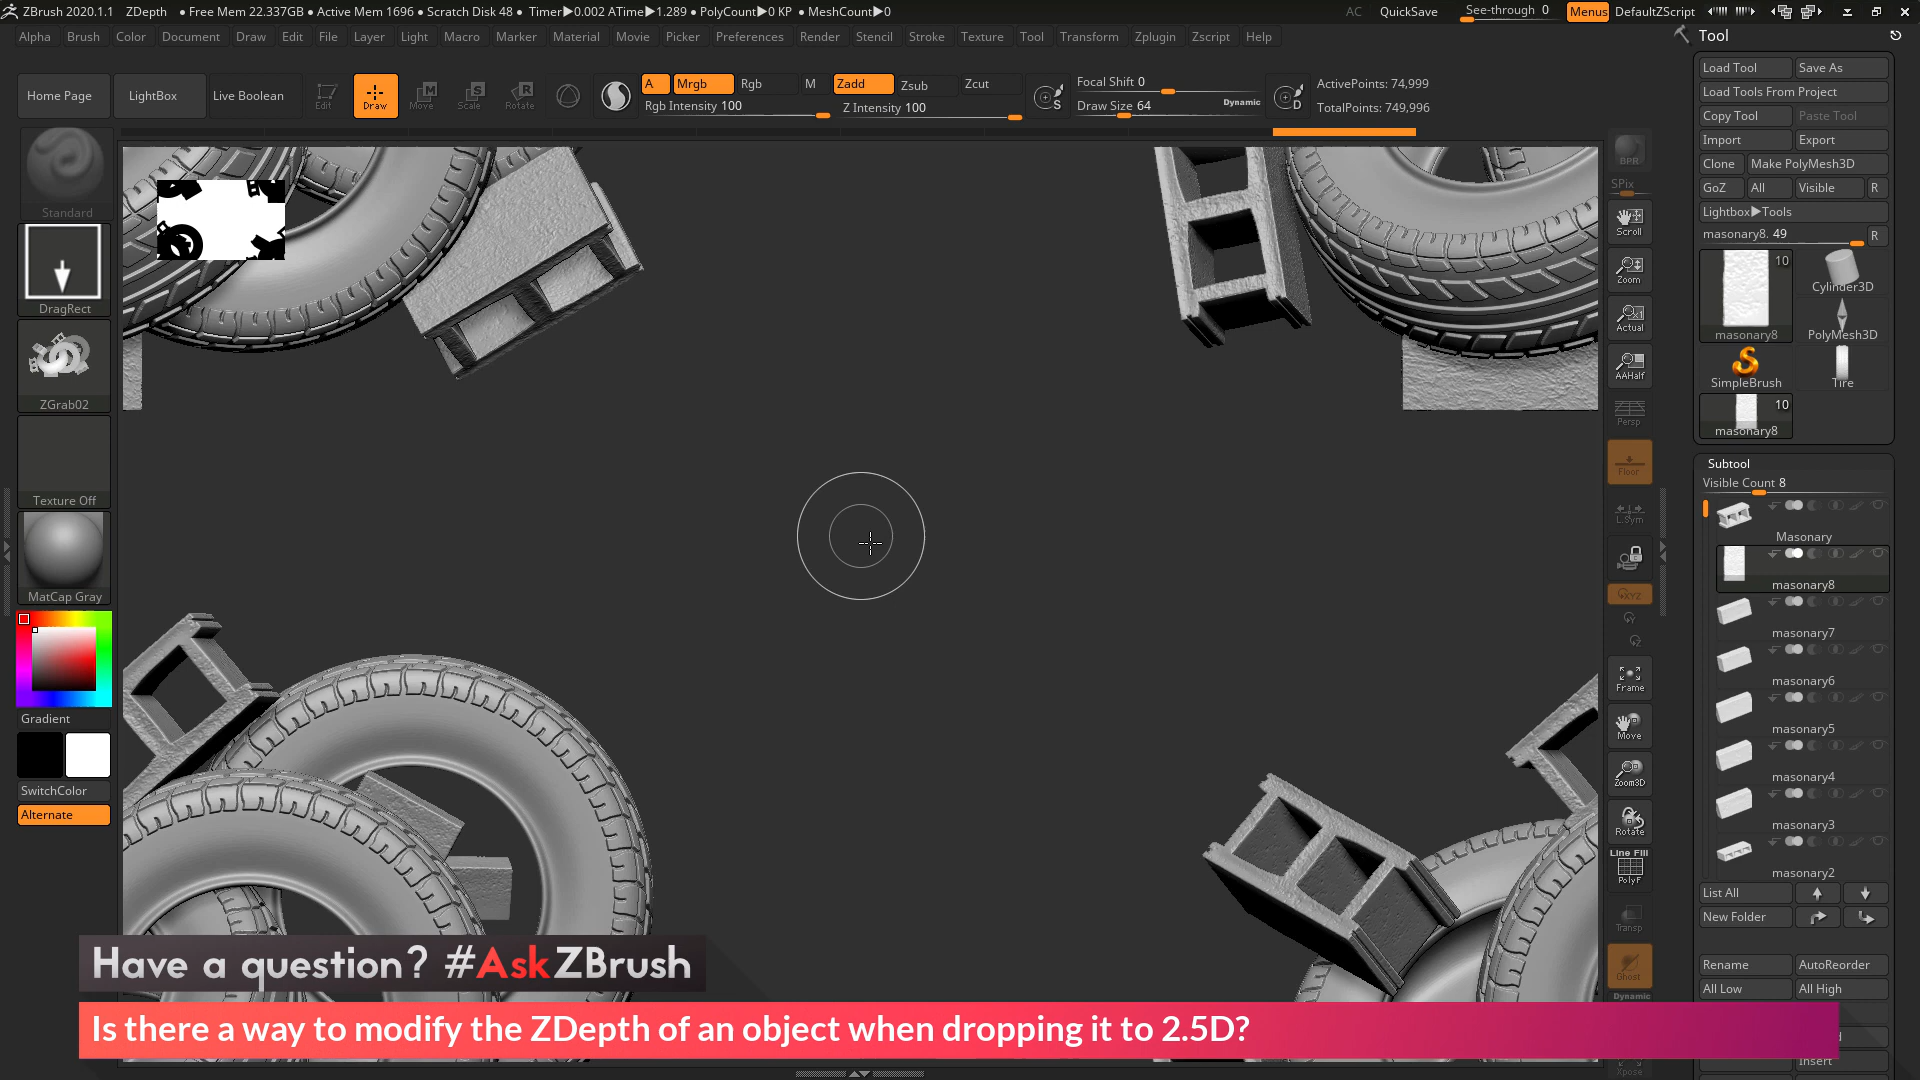 ZBrush 2020.1.1 ZDepth • Free Mem 22.337GB • Active Mem 1696 • Scratch Disk 48 • Timer▶0.002 ATime▶1.289 • PolyCount▶0 KP • MeshCount▶0 AC QuickSave See-through 0 Menus DefaultZScript
Alpha Brush Color Document Draw Edit File Layer Light Macro Marker Material Movie Picker Preferences Render Stencil Stroke Texture Tool Transform Zplugin Zscript Help
Tool
Home Page LightBox Live Boolean Edit Draw Move Scale Rotate
A Mrgb Rgb M Zadd Zsub Zcut
Rgb Intensity 100 Z Intensity 100
S Focal Shift 0
Draw Size 64 Dynamic D
ActivePoints: 74,999
TotalPoints: 749,996
Load Tool Save As
Load Tools From Project
Copy Tool Paste Tool
Import Export
Clone Make PolyMesh3D
GoZ All Visible R
Lightbox▶Tools
masonary8. 49 R
10
masonary8
Cylinder3D
PolyMesh3D
SimpleBrush
Tire
10
masonary8
Subtool
Visible Count 8
Masonary
masonary8
masonary7
masonary6
masonary5
masonary4
masonary3
masonary2
List All
New Folder
Rename AutoReorder
All Low All High
Insert
Standard
DragRect
ZGrab02
Texture Off
MatCap Gray
Gradient
SwitchColor
Alternate
BPR
SPix
Scroll
Zoom
Actual
AAHalf
Persp
Floor
L.Sym
XYZ
Frame
Move
Zoom3D
Rotate
Line Fill
PolyF
Transp
Ghost
Dynamic
Xpose
Have a question? #AskZBrush
Is there a way to modify the ZDepth of an object when dropping it to 2.5D?